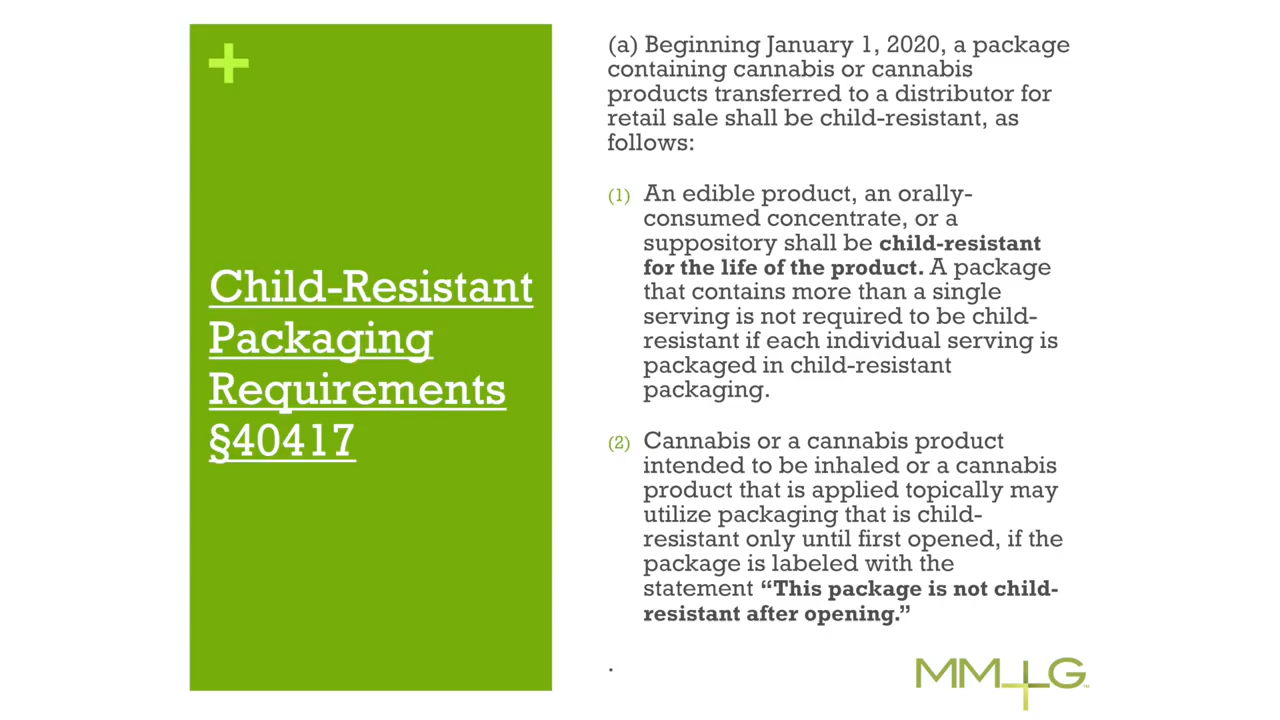 +
Child-Resistant
Packaging
Requirements
§40417
(a) Beginning January 1, 2020, a package
containing cannabis or cannabis
products transferred to a distributor for
retail sale shall be child-resistant, as
follows:
(1) An edible product, an orally-
consumed concentrate, or a
suppository shall be child-resistant
for the life of the product. A package
that contains more than a single
serving is not required to be child-
resistant if each individual serving is
packaged in child-resistant
packaging.
(2) Cannabis or a cannabis product
intended to be inhaled or a cannabis
product that is applied topically may
utilize packaging that is child-
resistant only until first opened, if the
package is labeled with the
statement “This package is not child-
resistant after opening.”
.
MMLG™